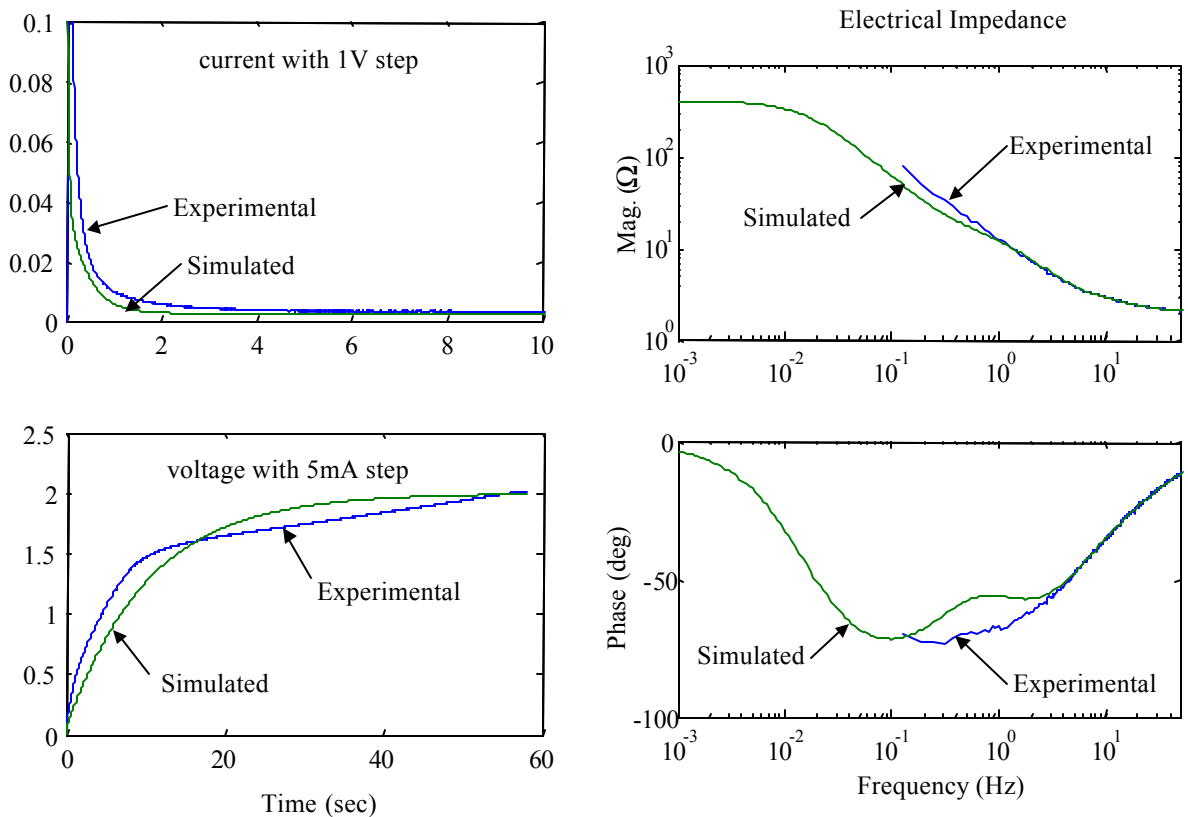 current with 1V step
0.1
0.08
0.06
0.04
0.02
0
Experimental
Simulated
0 2 4 6 8 10
Electrical Impedance
Mag. (Ω)
10^3
10^2
10^1
10^0
Experimental
Simulated
10^-3 10^-2 10^-1 10^0 10^1
voltage with 5mA step
2.5
2
1.5
1
0.5
0
Experimental
Simulated
0 20 40 60
Time (sec)
Phase (deg)
0
-50
-100
Simulated
Experimental
10^-3 10^-2 10^-1 10^0 10^1
Frequency (Hz)